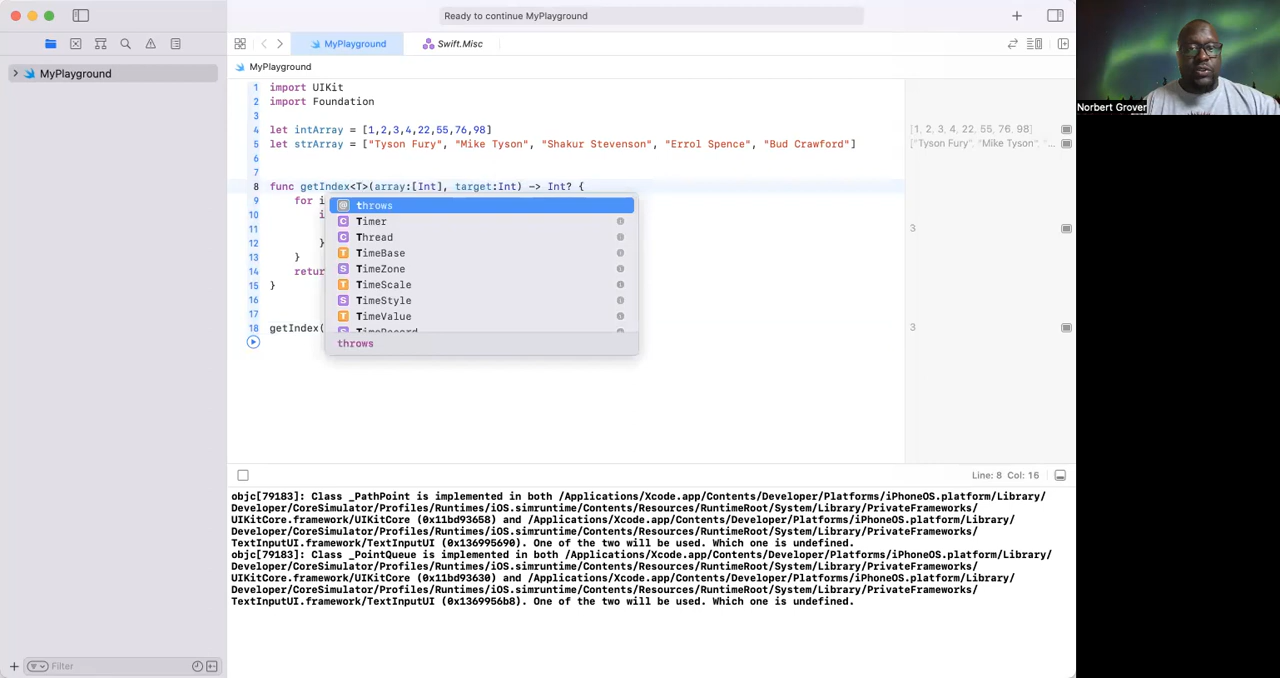 Ready to continue MyPlayground
MyPlayground
Swift.Misc
Norbert Grover
MyPlayground
MyPlayground
1 import UIKit
2 import Foundation
3
4 let intArray = [1,2,3,4,22,55,76,98]
[1, 2, 3, 4, 22, 55, 76, 98]
5 let strArray = ["Tyson Fury", "Mike Tyson", "Shakur Stevenson", "Errol Spence", "Bud Crawford"]
["Tyson Fury", "Mike Tyson", "...
6
7
8 func getIndex<T>(array:[Int], target:Int) -> Int? {
9 for i
throws
10 i
Timer
11
3
Thread
12 }
TimeBase
13 }
TimeZone
14 retur
TimeScale
15 }
TimeStyle
16
TimeValue
17
18 getIndex(
3
TimeRecord
throws
Line: 8 Col: 16
objc[79183]: Class _PathPoint is implemented in both /Applications/Xcode.app/Contents/Developer/Platforms/iPhoneOS.platform/Library/
Developer/CoreSimulator/Profiles/Runtimes/iOS.simruntime/Contents/Resources/RuntimeRoot/System/Library/PrivateFrameworks/
UIKitCore.framework/UIKitCore (0x11bd93658) and /Applications/Xcode.app/Contents/Developer/Platforms/iPhoneOS.platform/Library/
Developer/CoreSimulator/Profiles/Runtimes/iOS.simruntime/Contents/Resources/RuntimeRoot/System/Library/PrivateFrameworks/
TextInputUI.framework/TextInputUI (0x136995690). One of the two will be used. Which one is undefined.
objc[79183]: Class _PointQueue is implemented in both /Applications/Xcode.app/Contents/Developer/Platforms/iPhoneOS.platform/Library/
Developer/CoreSimulator/Profiles/Runtimes/iOS.simruntime/Contents/Resources/RuntimeRoot/System/Library/PrivateFrameworks/
UIKitCore.framework/UIKitCore (0x11bd93630) and /Applications/Xcode.app/Contents/Developer/Platforms/iPhoneOS.platform/Library/
Developer/CoreSimulator/Profiles/Runtimes/iOS.simruntime/Contents/Resources/RuntimeRoot/System/Library/PrivateFrameworks/
TextInputUI.framework/TextInputUI (0x1369956b8). One of the two will be used. Which one is undefined.
Filter